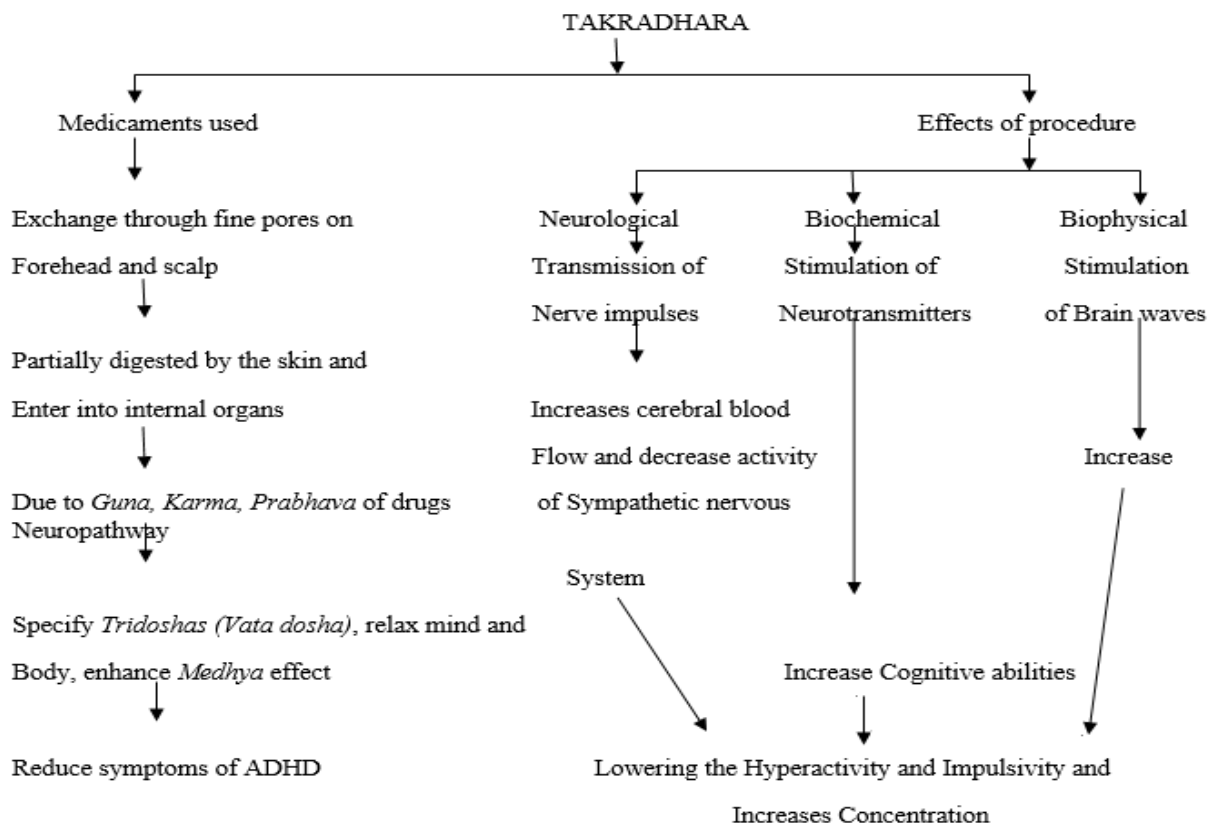 TAKRADHARA
Medicaments used
Effects of procedure
Exchange through fine pores on
Forehead and scalp
Partially digested by the skin and
Enter into internal organs
Due to Guna, Karma, Prabhava of drugs
Neuropathway
Specify Tridoshas (Vata dosha), relax mind and
Body, enhance Medhya effect
Reduce symptoms of ADHD
Neurological
Transmission of
Nerve impulses
Increases cerebral blood
Flow and decrease activity
of Sympathetic nervous
System
Biochemical
Stimulation of
Neurotransmitters
Increase Cognitive abilities
Biophysical
Stimulation
of Brain waves
Increase
Lowering the Hyperactivity and Impulsivity and
Increases Concentration